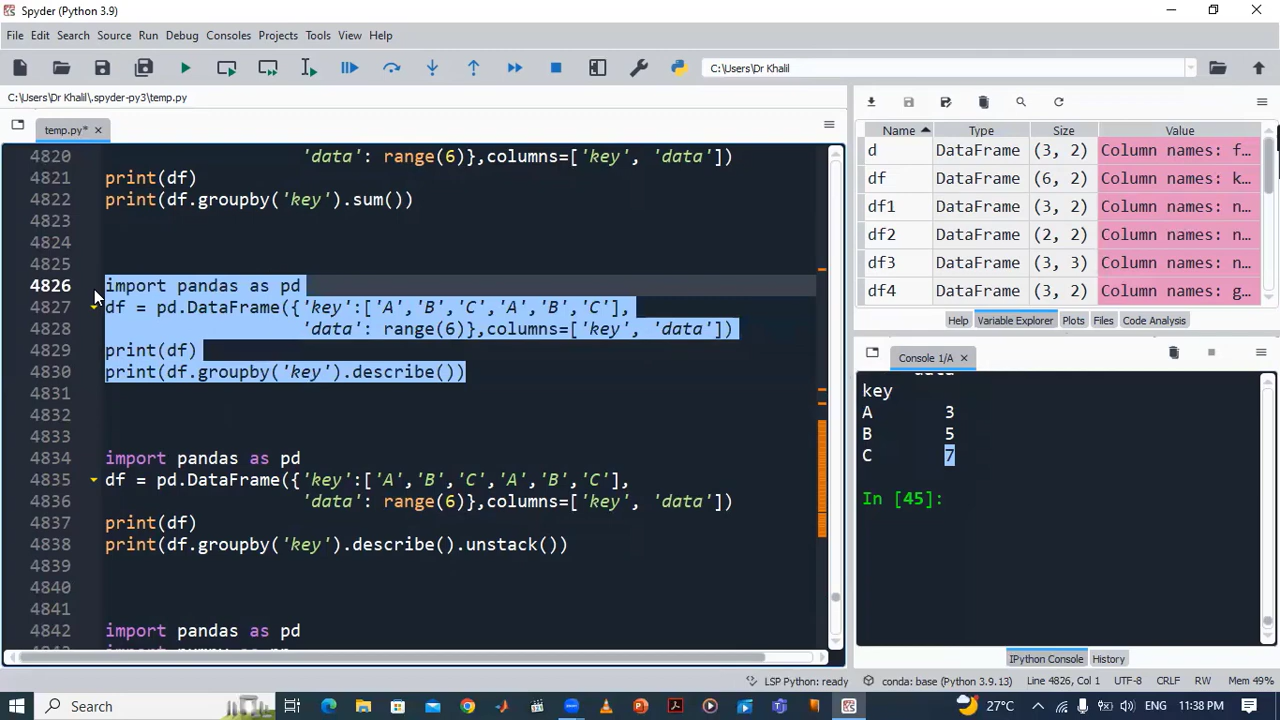 Spyder (Python 3.9)
File Edit Search Source Run Debug Consoles Projects Tools View Help
C:\Users\Dr Khalil
C:\Users\Dr Khalil\.spyder-py3\temp.py
temp.py*
4820 'data': range(6)},columns=['key', 'data'])
4821 print(df)
4822 print(df.groupby('key').sum())
4823
4824
4825
4826 import pandas as pd
4827 df = pd.DataFrame({'key':['A','B','C','A','B','C'],
4828 'data': range(6)},columns=['key', 'data'])
4829 print(df)
4830 print(df.groupby('key').describe())
4831
4832
4833
4834 import pandas as pd
4835 df = pd.DataFrame({'key':['A','B','C','A','B','C'],
4836 'data': range(6)},columns=['key', 'data'])
4837 print(df)
4838 print(df.groupby('key').describe().unstack())
4839
4840
4841
4842 import pandas as pd
Name Type Size Value
d DataFrame (3, 2) Column names: f...
df DataFrame (6, 2) Column names: k...
df1 DataFrame (3, 2) Column names: n...
df2 DataFrame (2, 2) Column names: n...
df3 DataFrame (3, 3) Column names: n...
df4 DataFrame (3, 2) Column names: g...
Help Variable Explorer Plots Files Code Analysis
Console 1/A
key
A 3
B 5
C 7
In [45]:
IPython Console History
LSP Python: ready conda: base (Python 3.9.13) Line 4826, Col 1 UTF-8 CRLF RW Mem 49%
Search 27°C ENG 11:38 PM